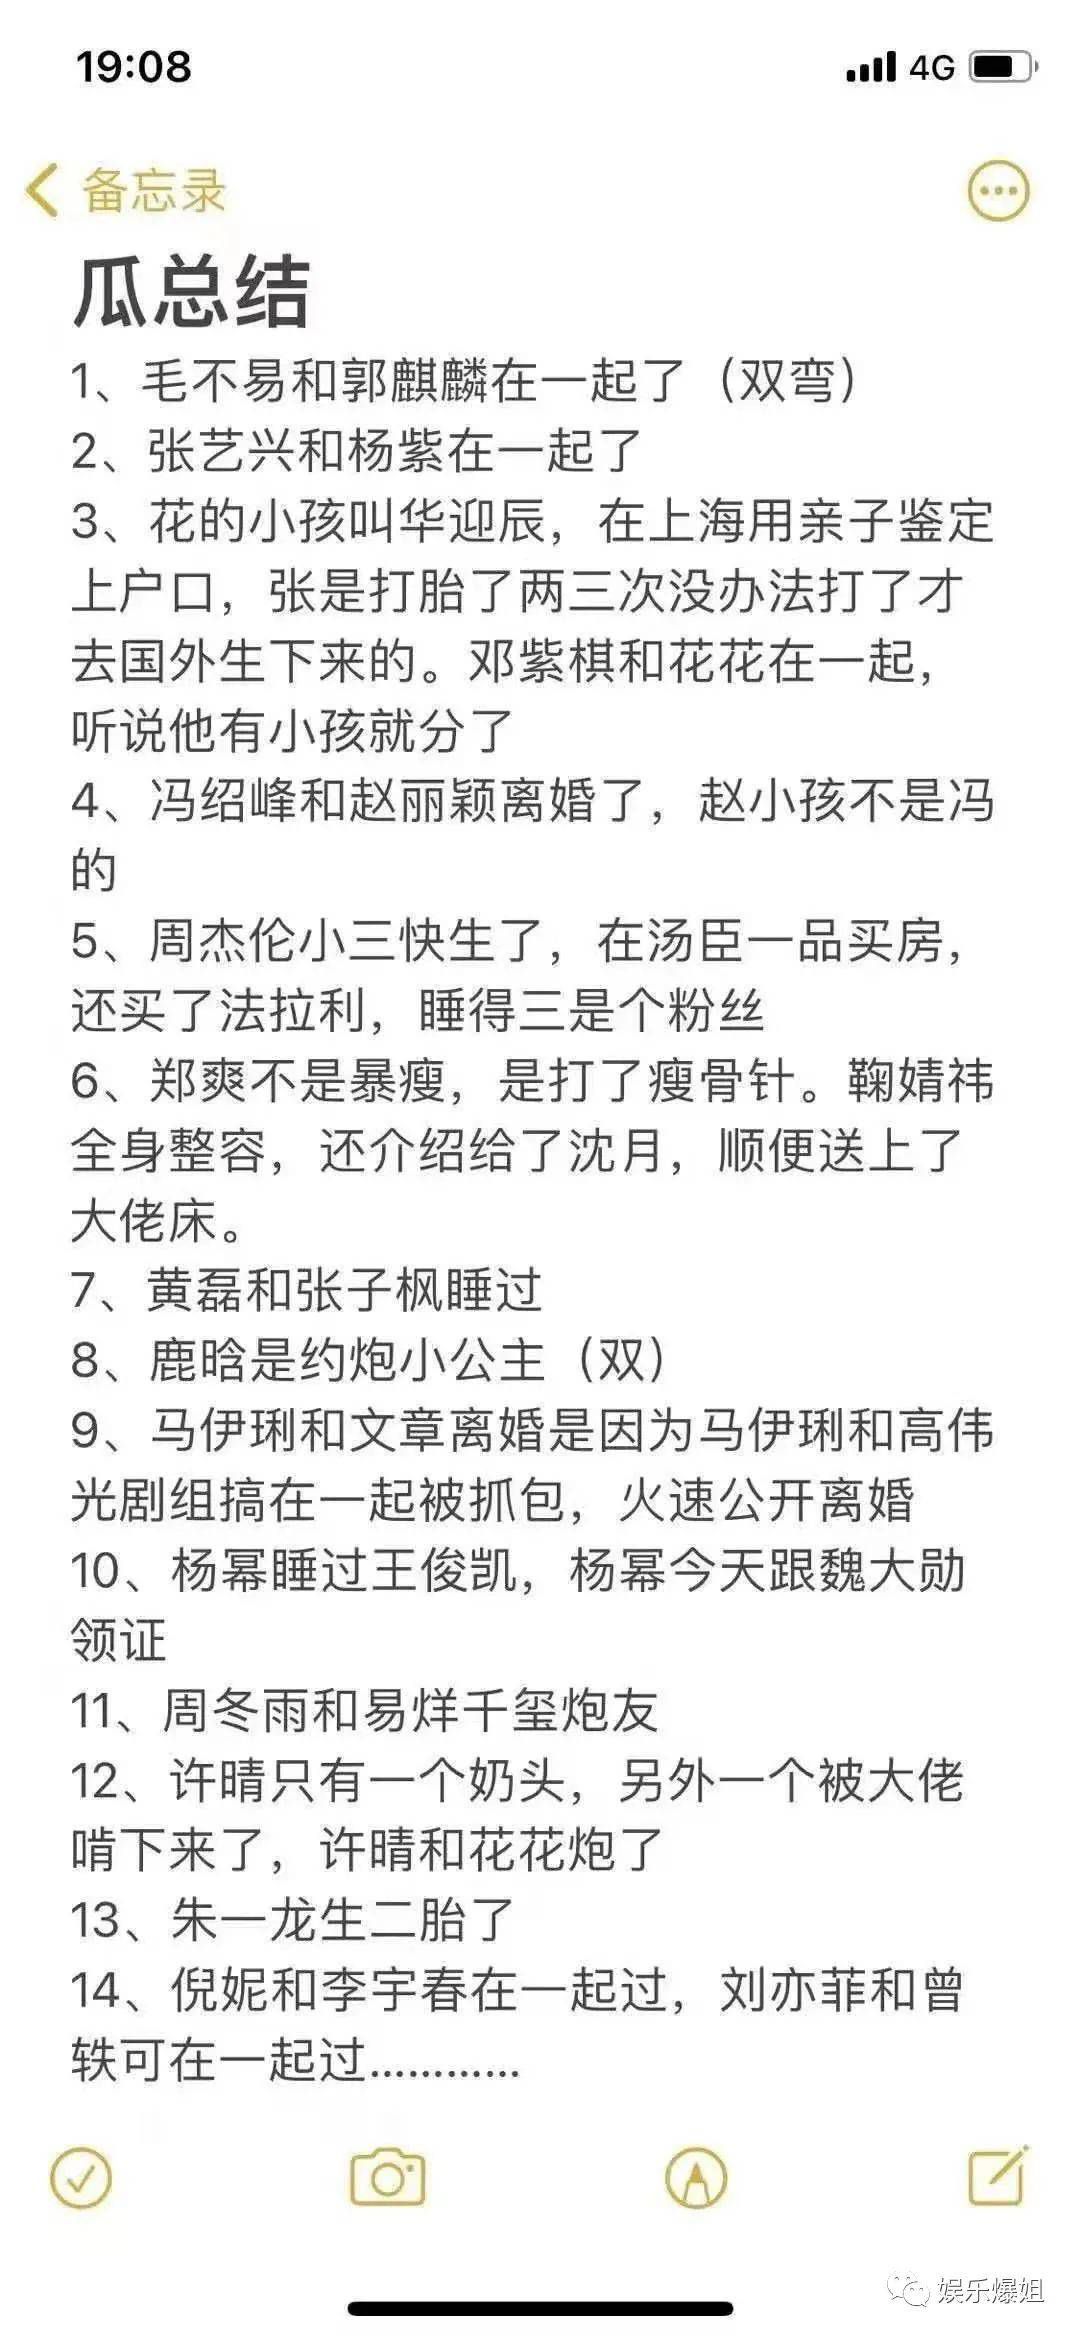 19:08
4G
备忘录
瓜总结
1、毛不易和郭麒麟在一起了（双弯）
2、张艺兴和杨紫在一起了
3、花的小孩叫华迎辰，在上海用亲子鉴定
上户口，张是打胎了两三次没办法打了才
去国外生下来的。邓紫棋和花花在一起，
听说他有小孩就分了
4、冯绍峰和赵丽颖离婚了，赵小孩不是冯
的
5、周杰伦小三快生了，在汤臣一品买房，
还买了法拉利，睡得三是个粉丝
6、郑爽不是暴瘦，是打了瘦骨针。鞠婧祎
全身整容，还介绍给了沈月，顺便送上了
大佬床。
7、黄磊和张子枫睡过
8、鹿晗是约炮小公主（双）
9、马伊琍和文章离婚是因为马伊琍和高伟
光剧组搞在一起被抓包，火速公开离婚
10、杨幂睡过王俊凯，杨幂今天跟魏大勋
领证
11、周冬雨和易烊千玺炮友
12、许晴只有一个奶头，另外一个被大佬
啃下来了，许晴和花花炮了
13、朱一龙生二胎了
14、倪妮和李宇春在一起过，刘亦菲和曾
轶可在一起过…………
娱乐爆姐